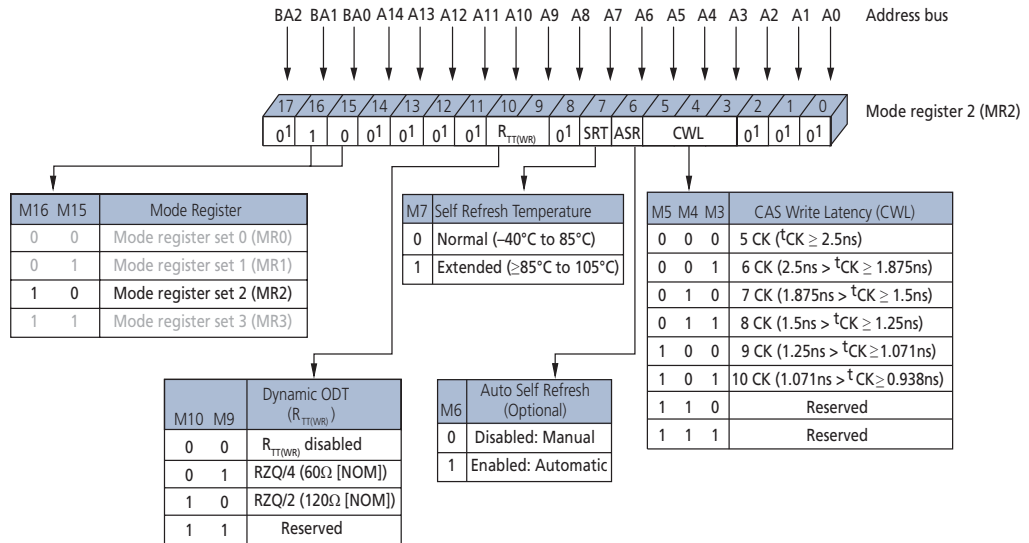 BA2 BA1 BA0 A14 A13 A12 A11 A10 A9 A8 A7 A6 A5 A4 A3 A2 A1 A0 Address bus
17 16 15 14 13 12 11 10 9 8 7 6 5 4 3 2 1 0 Mode register 2 (MR2)
0¹ 1 0 0¹ 0¹ 0¹ 0¹ RTT(WR) 0¹ SRT ASR CWL 0¹ 0¹ 0¹
M16 M15 Mode Register
0 0 Mode register set 0 (MR0)
0 1 Mode register set 1 (MR1)
1 0 Mode register set 2 (MR2)
1 1 Mode register set 3 (MR3)
M7 Self Refresh Temperature
0 Normal (–40°C to 85°C)
1 Extended (≥85°C to 105°C)
M5 M4 M3 CAS Write Latency (CWL)
0 0 0 5 CK (tCK ≥ 2.5ns)
0 0 1 6 CK (2.5ns > tCK ≥ 1.875ns)
0 1 0 7 CK (1.875ns > tCK ≥ 1.5ns)
0 1 1 8 CK (1.5ns > tCK ≥ 1.25ns)
1 0 0 9 CK (1.25ns > tCK ≥1.071ns)
1 0 1 10 CK (1.071ns > tCK≥ 0.938ns)
1 1 0 Reserved
1 1 1 Reserved
M10 M9 Dynamic ODT
(RTT(WR))
0 0 RTT(WR) disabled
0 1 RZQ/4 (60Ω [NOM])
1 0 RZQ/2 (120Ω [NOM])
1 1 Reserved
M6 Auto Self Refresh
(Optional)
0 Disabled: Manual
1 Enabled: Automatic